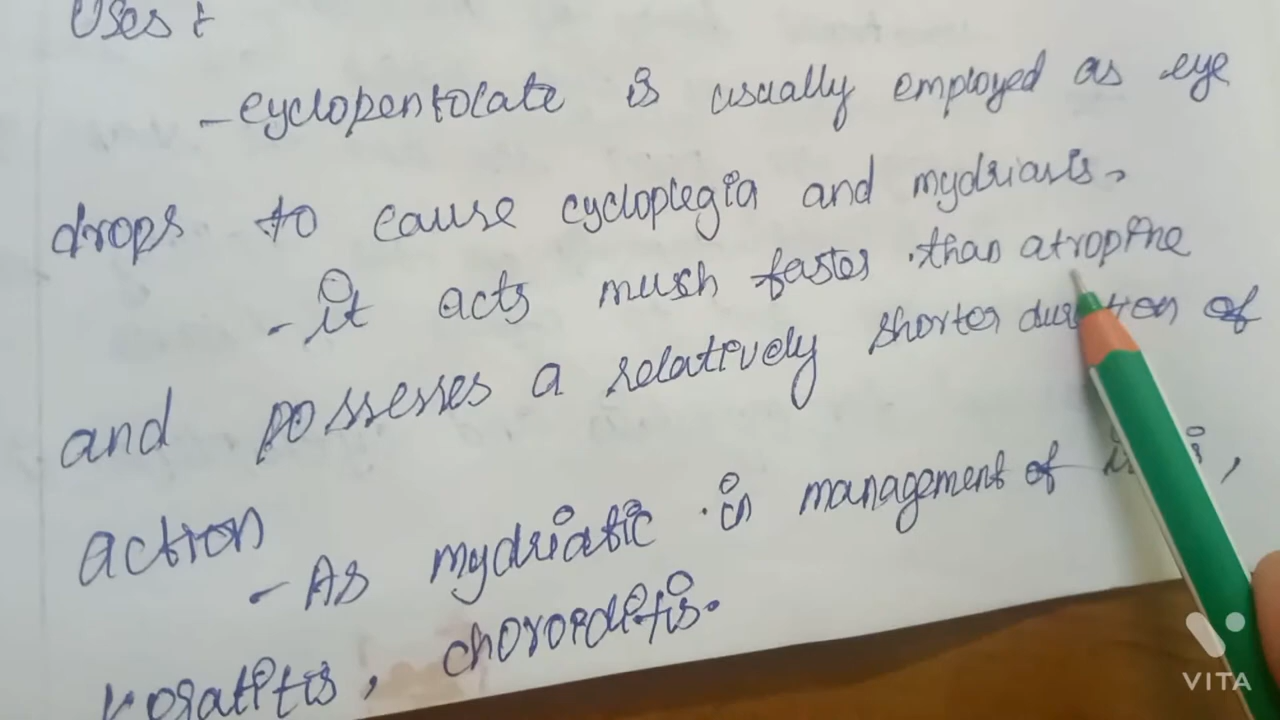 Uses :
- cyclopentolate is usually employed as eye
drops to cause cycloplegia and mydriasis.
- it acts much faster than atropine
and possesses a relatively shorter duration of
action
- As mydriatic in management of ,
keratitis, choroiditis.
VITA